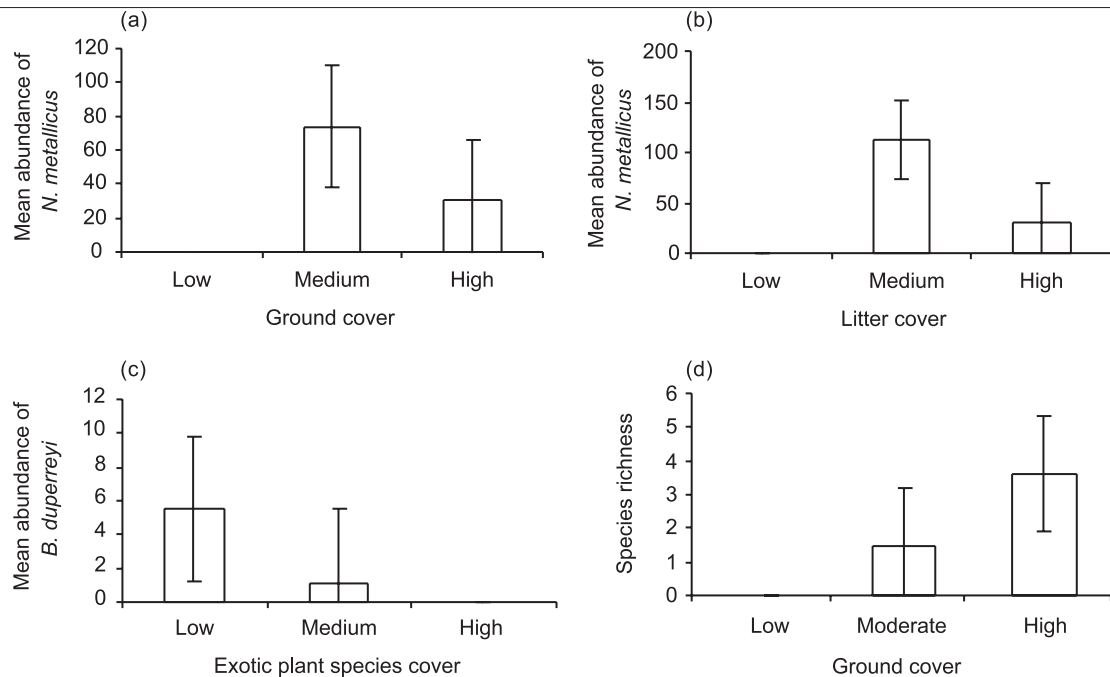 (a)
Mean abundance of
N. metallicus
120
100
80
60
40
20
0
Low Medium High
Ground cover
(b)
Mean abundance of
N. metallicus
200
150
100
50
0
Low Medium High
Litter cover
(c)
Mean abundance of
B. duperreyi
12
10
8
6
4
2
0
Low Medium High
Exotic plant species cover
(d)
Species richness
6
5
4
3
2
1
0
Low Moderate High
Ground cover